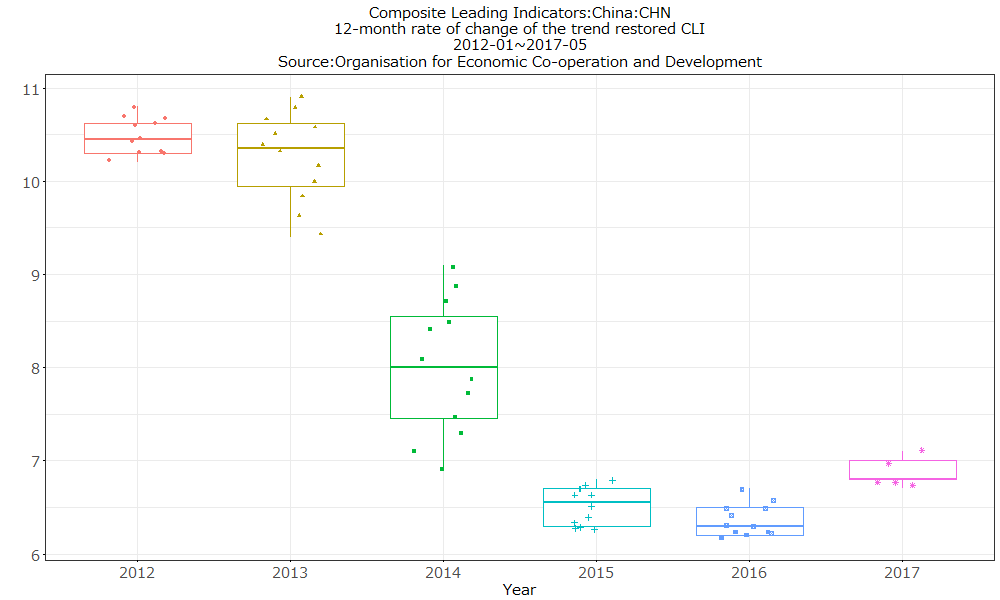 Composite Leading Indicators:China:CHN
12-month rate of change of the trend restored CLI
2012-01~2017-05
Source:Organisation for Economic Co-operation and Development
11
10
9
8
7
6
2012 2013 2014 2015 2016 2017
Year